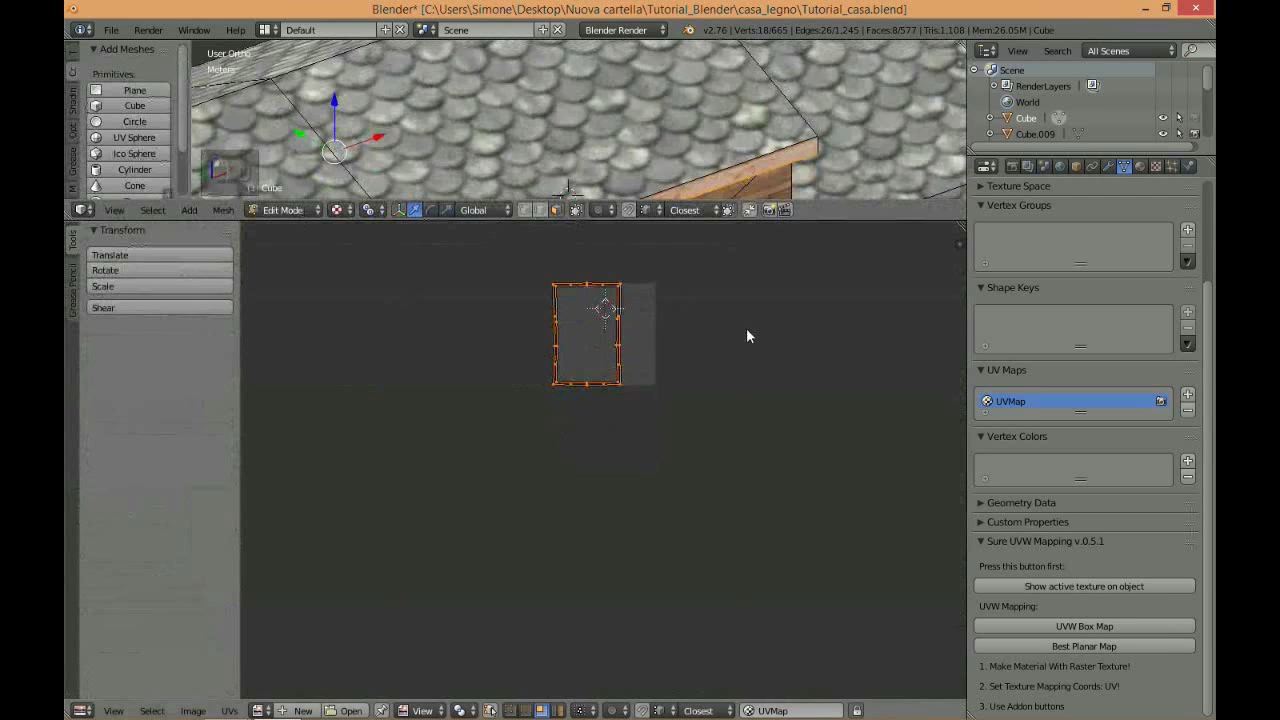 Blender* [C:\Users\Simone\Desktop\Nuova cartella\Tutorial_Blender\casa_legno\Tutorial_casa.blend]
File Render Window Help Default Scene Blender Render v2.76 | Verts:18/665 | Edges:26/1,245 | Faces:8/577 | Tris:1,108 | Mem:26.05M | Cube
Add Meshes
Primitives:
Plane
Cube
Circle
UV Sphere
Ico Sphere
Cylinder
Cone
User Ortho
Meters
Cube
View Select Add Mesh Edit Mode Global Closest
Transform
Translate
Rotate
Scale
Shear
Tools
Grease Pencil
View Search All Scenes
Scene
RenderLayers
World
Cube
Cube.009
Texture Space
Vertex Groups
Shape Keys
UV Maps
UVMap
Vertex Colors
Geometry Data
Custom Properties
Sure UVW Mapping v.0.5.1
Press this button first:
Show active texture on object
UVW Mapping:
UVW Box Map
Best Planar Map
1. Make Material With Raster Texture!
2. Set Texture Mapping Coords: UV!
3. Use Addon buttons
View Select Image UVs New Open View Closest UVMap